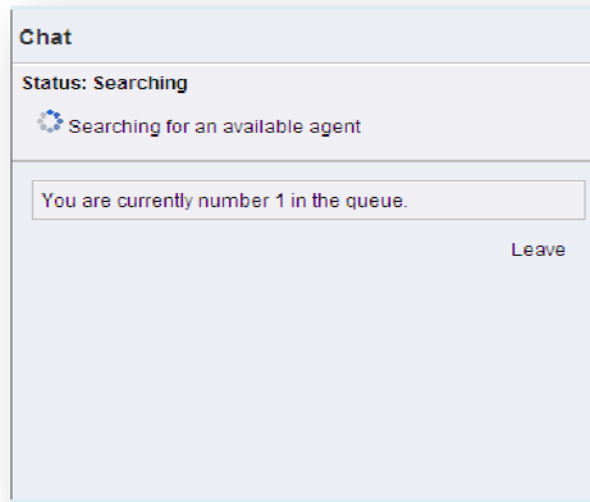 Chat
Status: Searching
Searching for an available agent
You are currently number 1 in the queue.
Leave